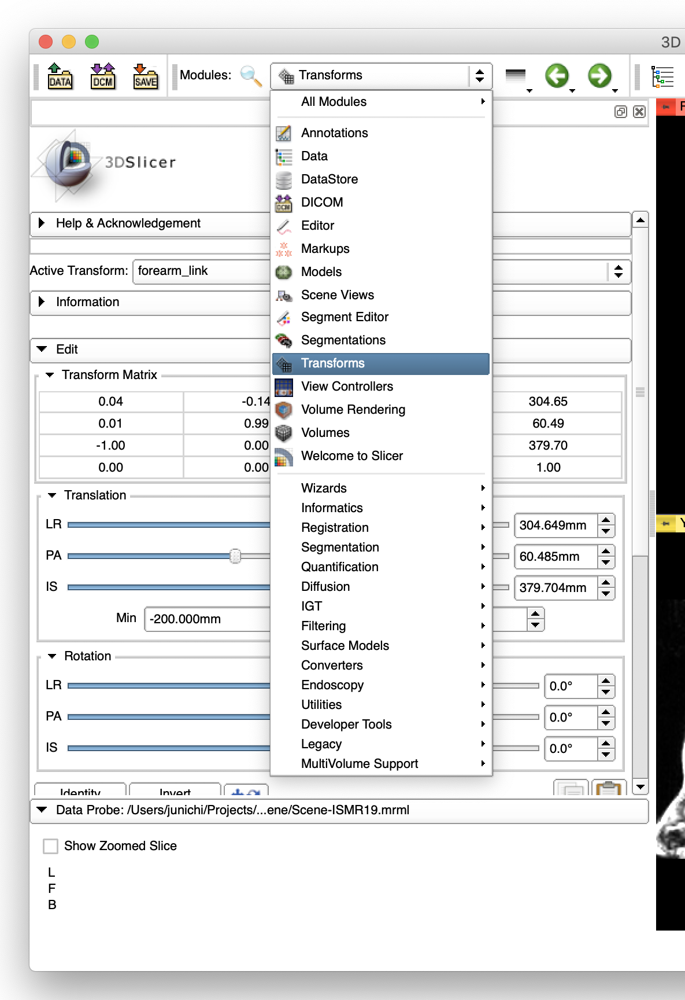 3D
DATA DCM SAVE Modules: Transforms
All Modules
3DSlicer
Annotations
Data
DataStore
DICOM
Editor
Markups
Models
Scene Views
Segment Editor
Segmentations
Transforms
View Controllers
Volume Rendering
Volumes
Welcome to Slicer
Wizards
Informatics
Registration
Segmentation
Quantification
Diffusion
IGT
Filtering
Surface Models
Converters
Endoscopy
Utilities
Developer Tools
Legacy
MultiVolume Support
Help & Acknowledgement
Active Transform: forearm_link
Information
Edit
Transform Matrix
0.04 -0.14 304.65
0.01 0.99 60.49
-1.00 0.00 379.70
0.00 0.00 1.00
Translation
LR 304.649mm
PA 60.485mm
IS 379.704mm
Min -200.000mm
Rotation
LR 0.0°
PA 0.0°
IS 0.0°
Identity Invert
Data Probe: /Users/junichi/Projects/...ene/Scene-ISMR19.mrml
Show Zoomed Slice
L
F
B